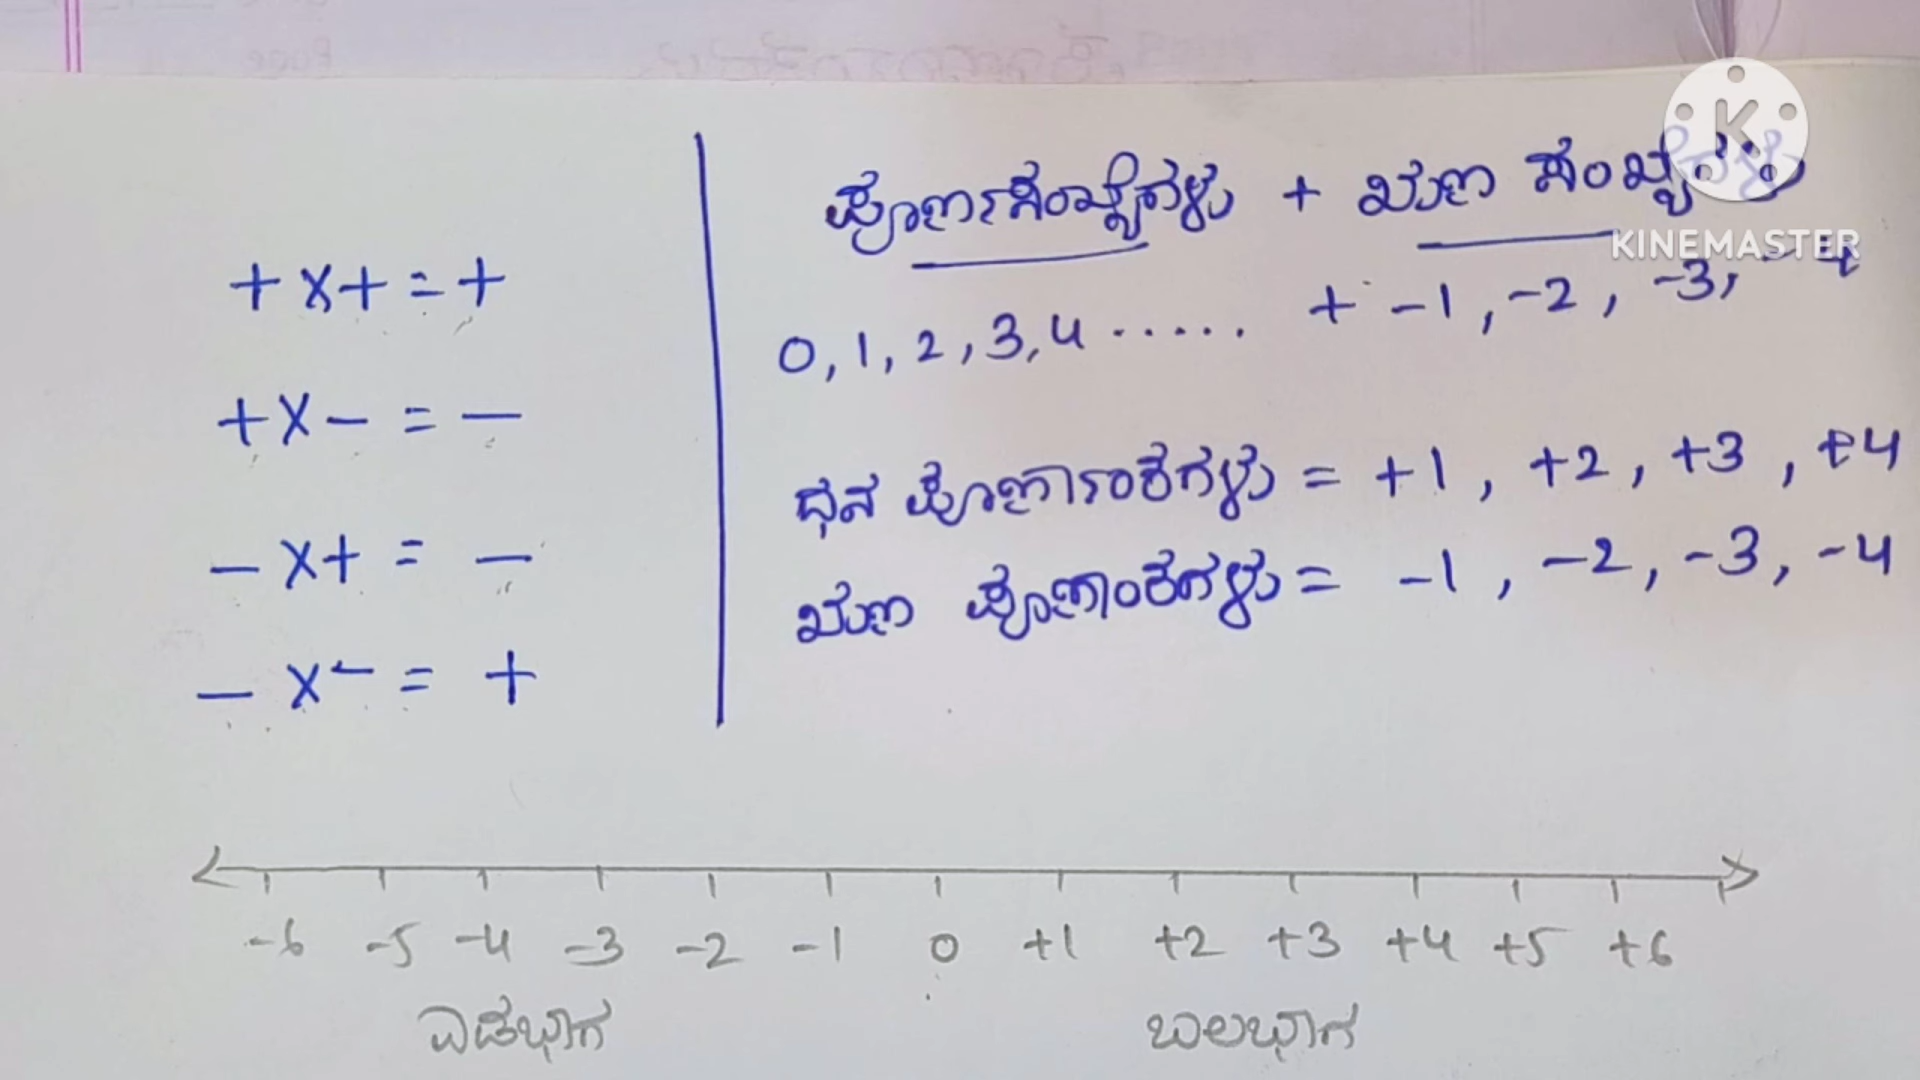 + x + = +
+ x - = -
- x + = -
- x - = +
ಪೂರ್ಣಸಂಖ್ಯೆಗಳು + ಋಣ ಸಂಖ್ಯೆಗಳು
0, 1, 2, 3, 4 ..... + -1, -2, -3, -4
ಧನ ಪೂರ್ಣಾಂಕಗಳು = +1, +2, +3, +4
ಋಣ ಪೂರ್ಣಾಂಕಗಳು = -1, -2, -3, -4
-6 -5 -4 -3 -2 -1 0 +1 +2 +3 +4 +5 +6
ಎಡಭಾಗ ಬಲಭಾಗ
K
KINEMASTER